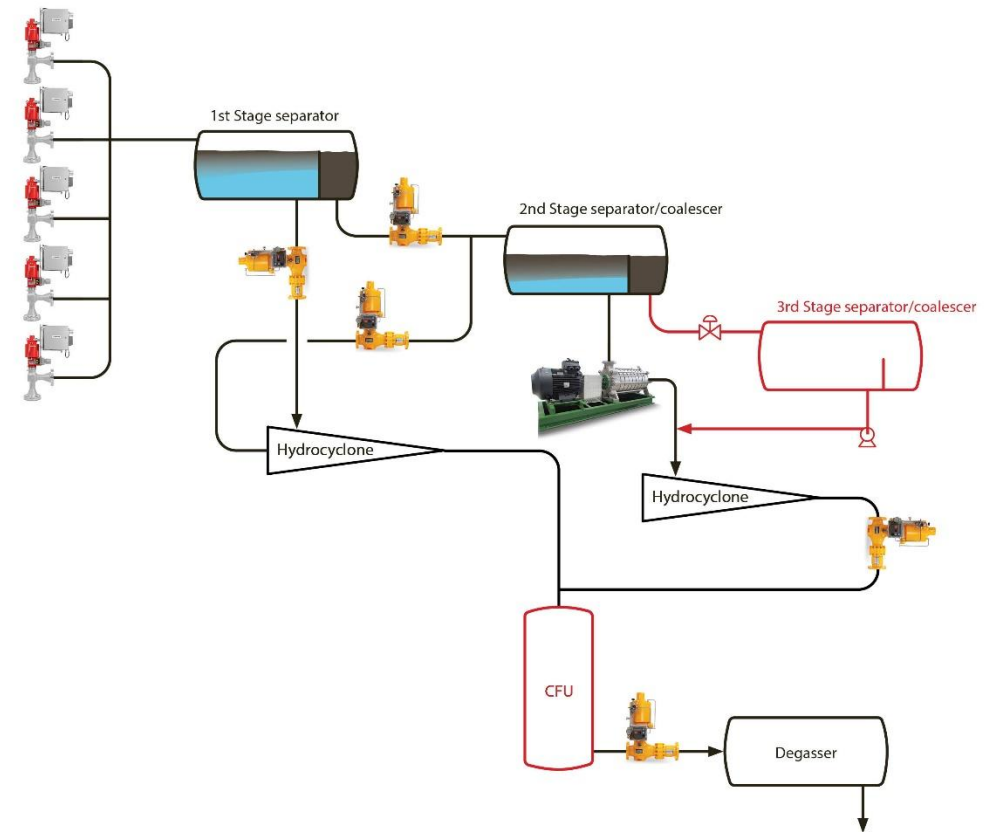 1st Stage separator
2nd Stage separator/coalescer
3rd Stage separator/coalescer
Hydrocyclone
Hydrocyclone
CFU
Degasser